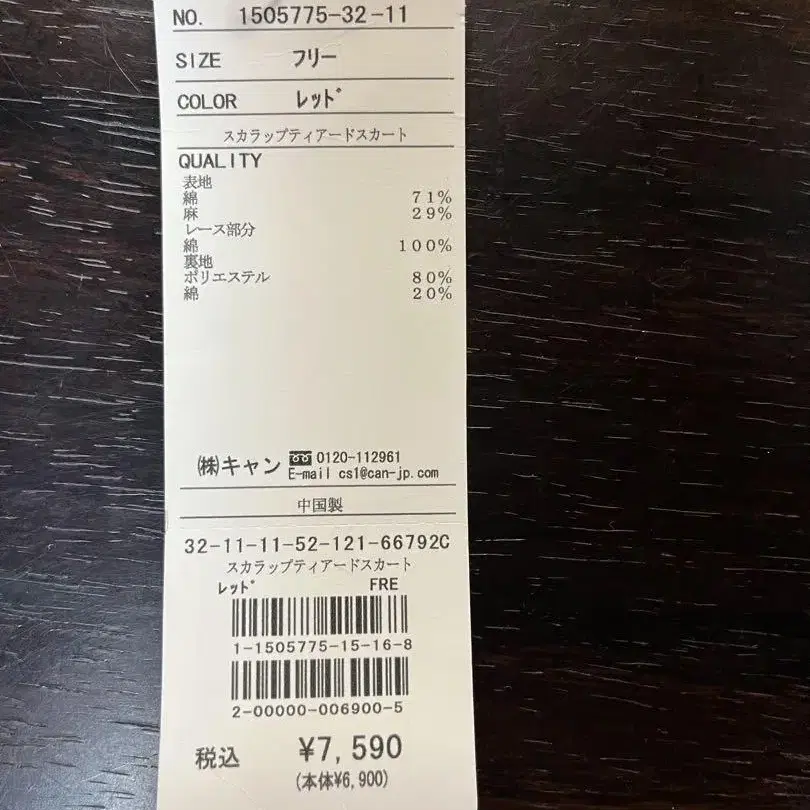 NO. 1505775-32-11
SIZE フリー
COLOR レッド
スカラップティアードスカート
QUALITY
表地
綿 71%
麻 29%
レース部分
綿 100%
裏地
ポリエステル 80%
綿 20%
㈱キャン 0120-112961
E-mail cs1@can-jp.com
中国製
32-11-11-52-121-66792C
スカラップティアードスカート
レッド FRE
1-1505775-15-16-8
2-00000-006900-5
税込 ¥7,590
(本体¥6,900)